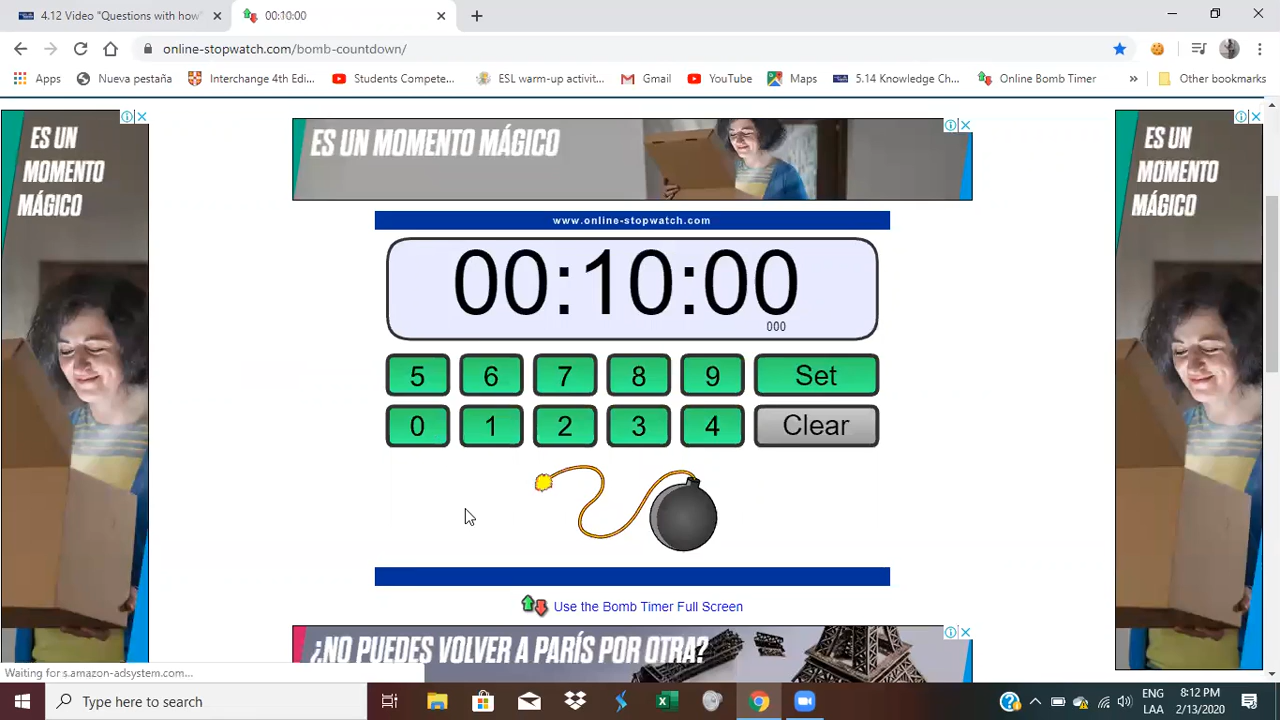 4.12 Video "Questions with how"
00:10:00
online-stopwatch.com/bomb-countdown/
Apps
Nueva pestaña
Interchange 4th Edi...
Students Compete...
ESL warm-up activit...
Gmail
YouTube
Maps
5.14 Knowledge Ch...
Online Bomb Timer
»
Other bookmarks
ES UN
MOMENTO
MÁGICO
ES UN MOMENTO MÁGICO
ES UN
MOMENTO
MÁGICO
www.online-stopwatch.com
00:10:00
000
5 6 7 8 9 Set
0 1 2 3 4 Clear
Use the Bomb Timer Full Screen
¿NO PUEDES VOLVER A PARÍS POR OTRA?
Waiting for s.amazon-adsystem.com...
Type here to search
ENG
LAA
8:12 PM
2/13/2020